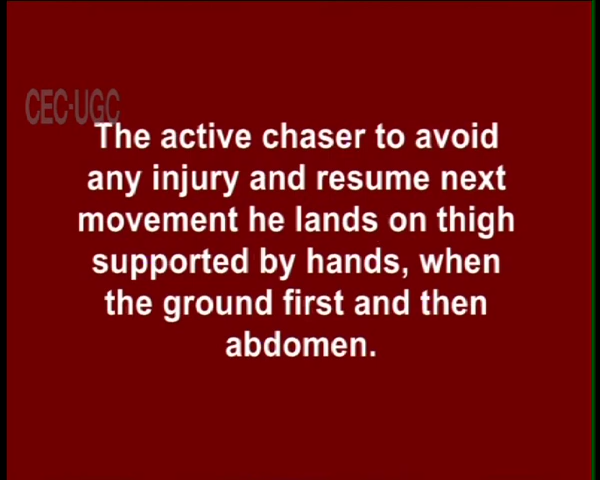 CEC-UGC
The active chaser to avoid
any injury and resume next
movement he lands on thigh
supported by hands, when
the ground first and then
abdomen.